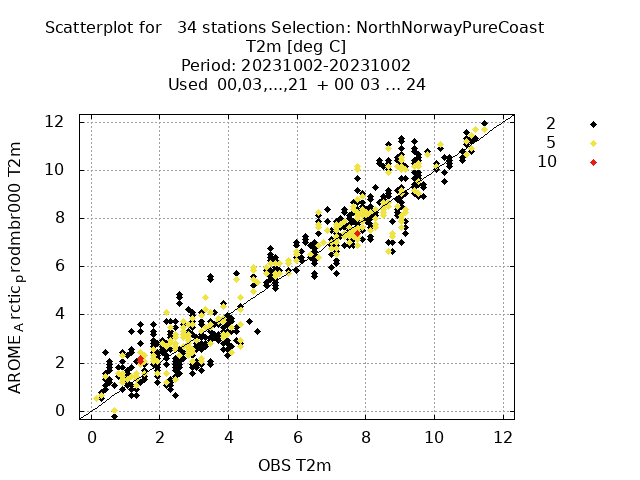 Scatterplot for   34 stations Selection: NorthNorwayPureCoast
T2m [deg C]
Period: 20231002-20231002
Used  00,03,...,21  + 00 03 ... 24
2
5
10
12
10
8
6
4
2
0
0
2
4
6
8
10
12
AROME_Arctic_prodmbr000 T2m
OBS T2m